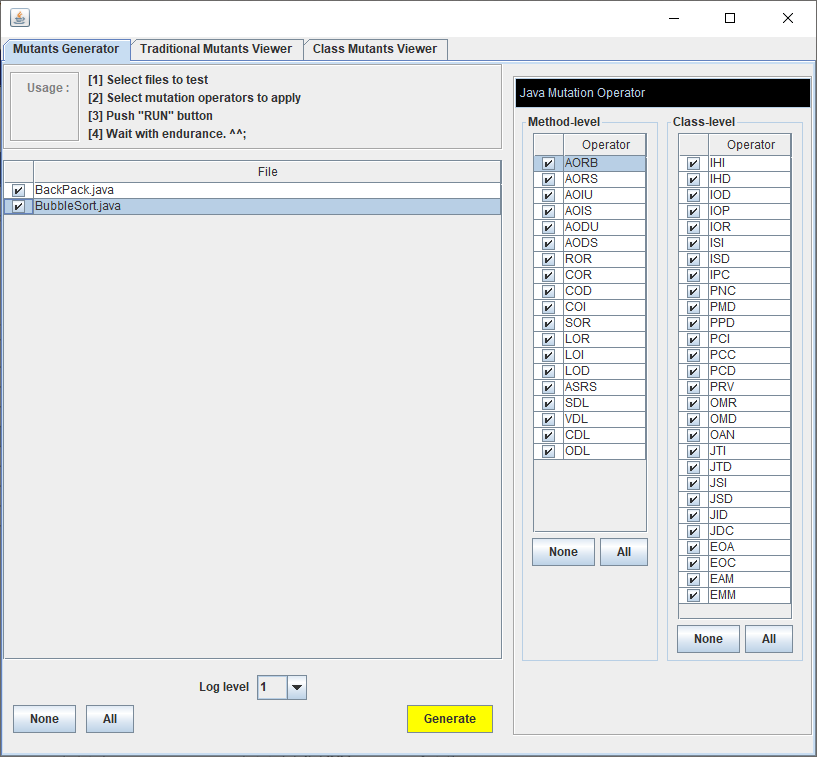 Mutants Generator
Traditional Mutants Viewer
Class Mutants Viewer
Usage :
[1] Select files to test
[2] Select mutation operators to apply
[3] Push "RUN" button
[4] Wait with endurance. ^^;
File
BackPack.java
BubbleSort.java
Log level
1
None
All
Generate
Java Mutation Operator
Method-level
Operator
AORB
AORS
AOIU
AOIS
AODU
AODS
ROR
COR
COD
COI
SOR
LOR
LOI
LOD
ASRS
SDL
VDL
CDL
ODL
None
All
Class-level
Operator
IHI
IHD
IOD
IOP
IOR
ISI
ISD
IPC
PNC
PMD
PPD
PCI
PCC
PCD
PRV
OMR
OMD
OAN
JTI
JTD
JSI
JSD
JID
JDC
EOA
EOC
EAM
EMM
None
All